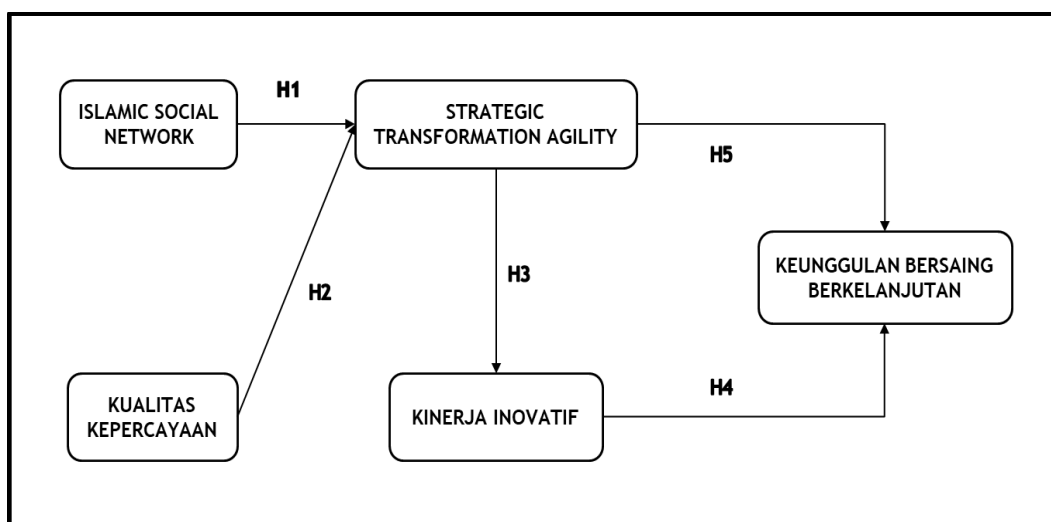 H1
ISLAMIC SOCIAL
NETWORK
STRATEGIC
TRANSFORMATION AGILITY
H5
KEUNGGULAN BERSAING
BERKELANJUTAN
H2
H3
KUALITAS
KEPERCAYAAN
KINERJA INOVATIF
H4